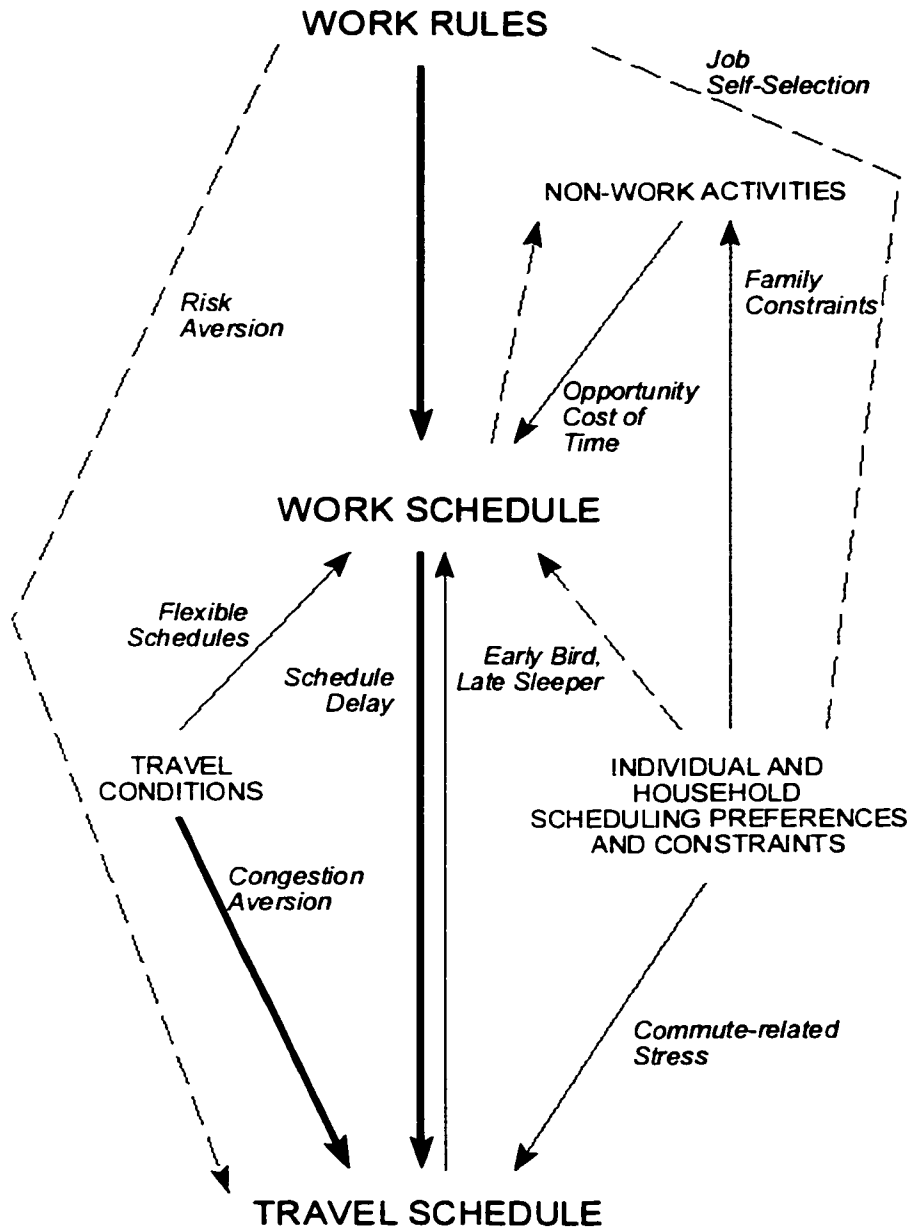 WORK RULES
Job
Self-Selection
NON-WORK ACTIVITIES
Risk
Aversion
Family
Constraints
Opportunity
Cost of
Time
WORK SCHEDULE
Flexible
Schedules
Schedule
Delay
Early Bird,
Late Sleeper
TRAVEL
CONDITIONS
INDIVIDUAL AND
HOUSEHOLD
SCHEDULING PREFERENCES
AND CONSTRAINTS
Congestion
Aversion
Commute-related
Stress
TRAVEL SCHEDULE